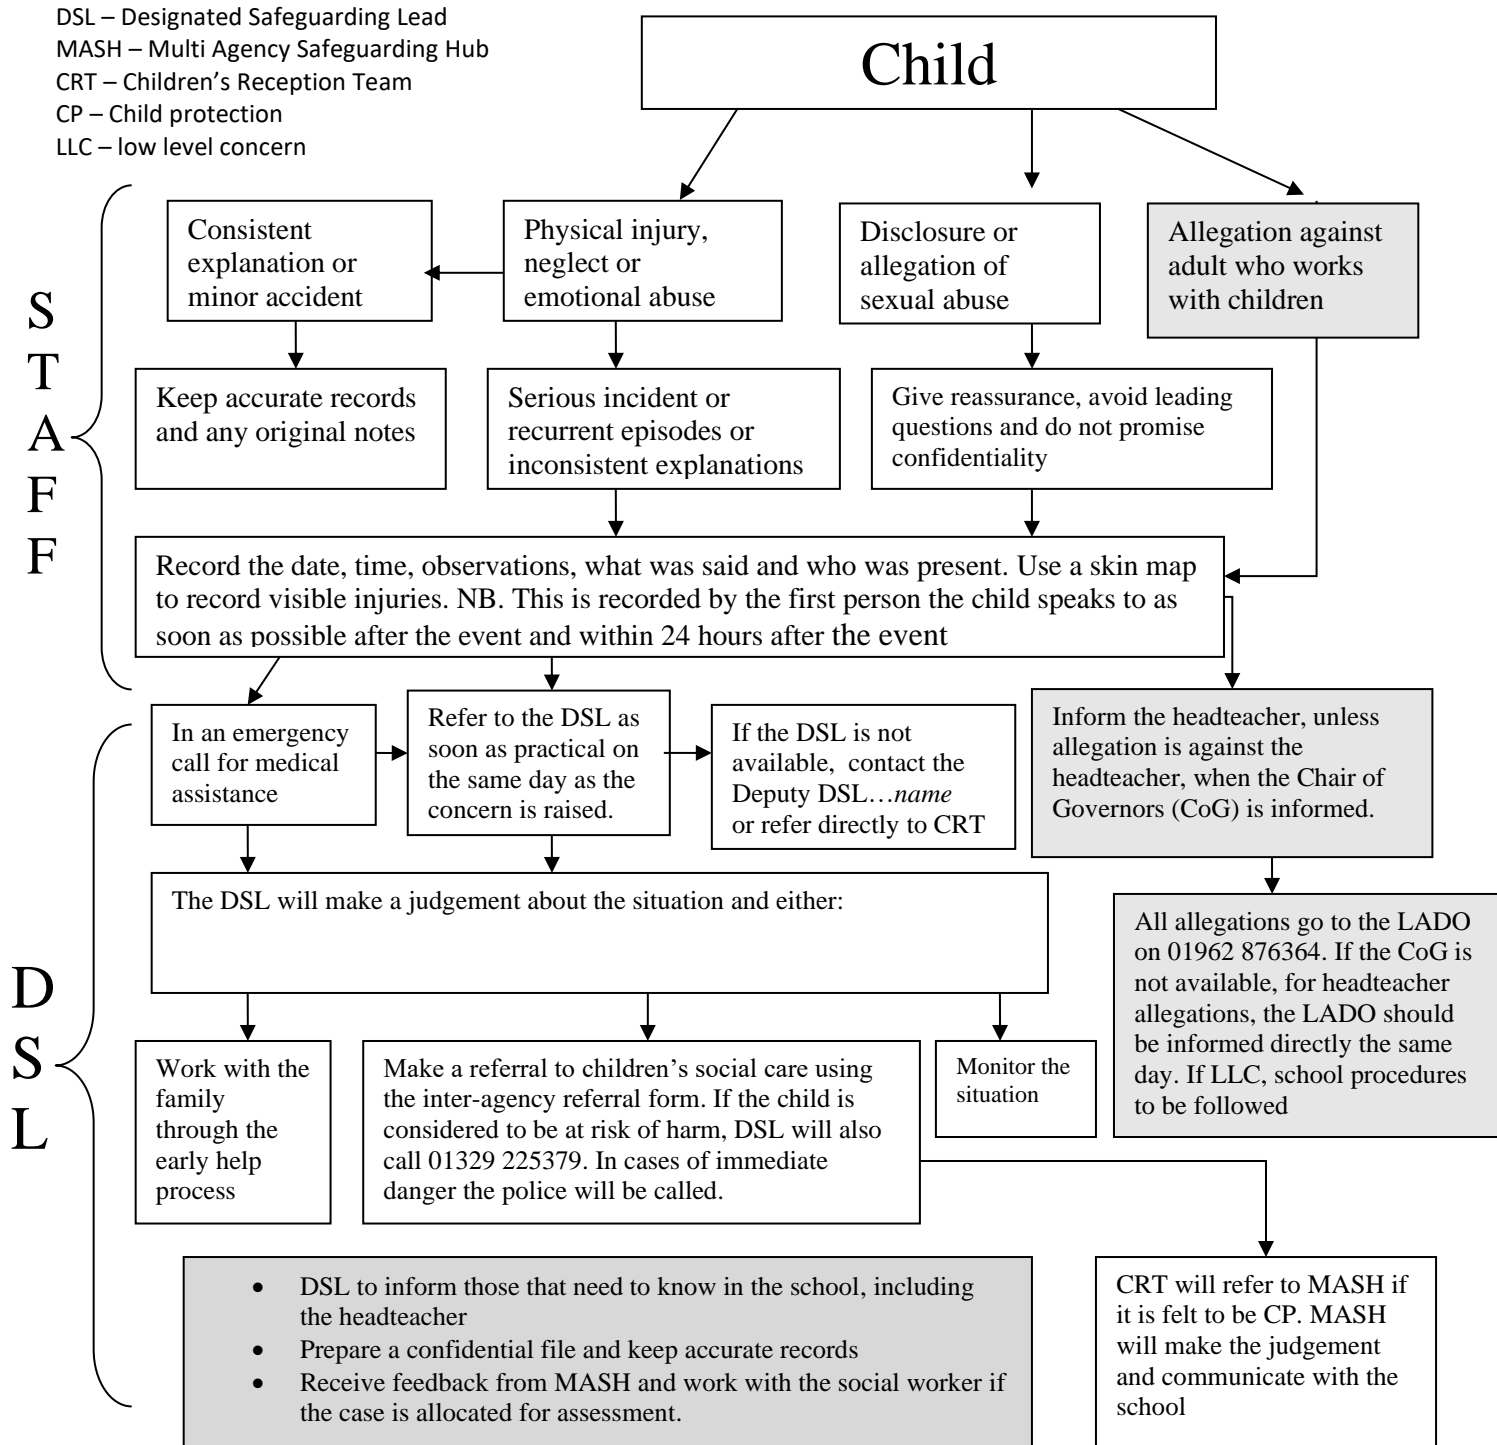 DSL – Designated Safeguarding Lead
MASH – Multi Agency Safeguarding Hub
CRT – Children’s Reception Team
CP – Child protection
LLC – low level concern
Child
S
T
A
F
F
Consistent
explanation or
minor accident
Physical injury,
neglect or
emotional abuse
Disclosure or
allegation of
sexual abuse
Allegation against
adult who works
with children
Keep accurate records
and any original notes
Serious incident or
recurrent episodes or
inconsistent explanations
Give reassurance, avoid leading
questions and do not promise
confidentiality
Record the date, time, observations, what was said and who was present. Use a skin map
to record visible injuries. NB. This is recorded by the first person the child speaks to as
soon as possible after the event and within 24 hours after the event
D
S
L
In an emergency
call for medical
assistance
Refer to the DSL as
soon as practical on
the same day as the
concern is raised.
If the DSL is not
available,  contact the
Deputy DSL…name
or refer directly to CRT
Inform the headteacher, unless
allegation is against the
headteacher, when the Chair of
Governors (CoG) is informed.
The DSL will make a judgement about the situation and either:
All allegations go to the LADO
on 01962 876364. If the CoG is
not available, for headteacher
allegations, the LADO should
be informed directly the same
day. If LLC, school procedures
to be followed
Work with the
family
through the
early help
process
Make a referral to children’s social care using
the inter-agency referral form. If the child is
considered to be at risk of harm, DSL will also
call 01329 225379. In cases of immediate
danger the police will be called.
Monitor the
situation
• DSL to inform those that need to know in the school, including
the headteacher
• Prepare a confidential file and keep accurate records
• Receive feedback from MASH and work with the social worker if
the case is allocated for assessment.
CRT will refer to MASH if
it is felt to be CP. MASH
will make the judgement
and communicate with the
school